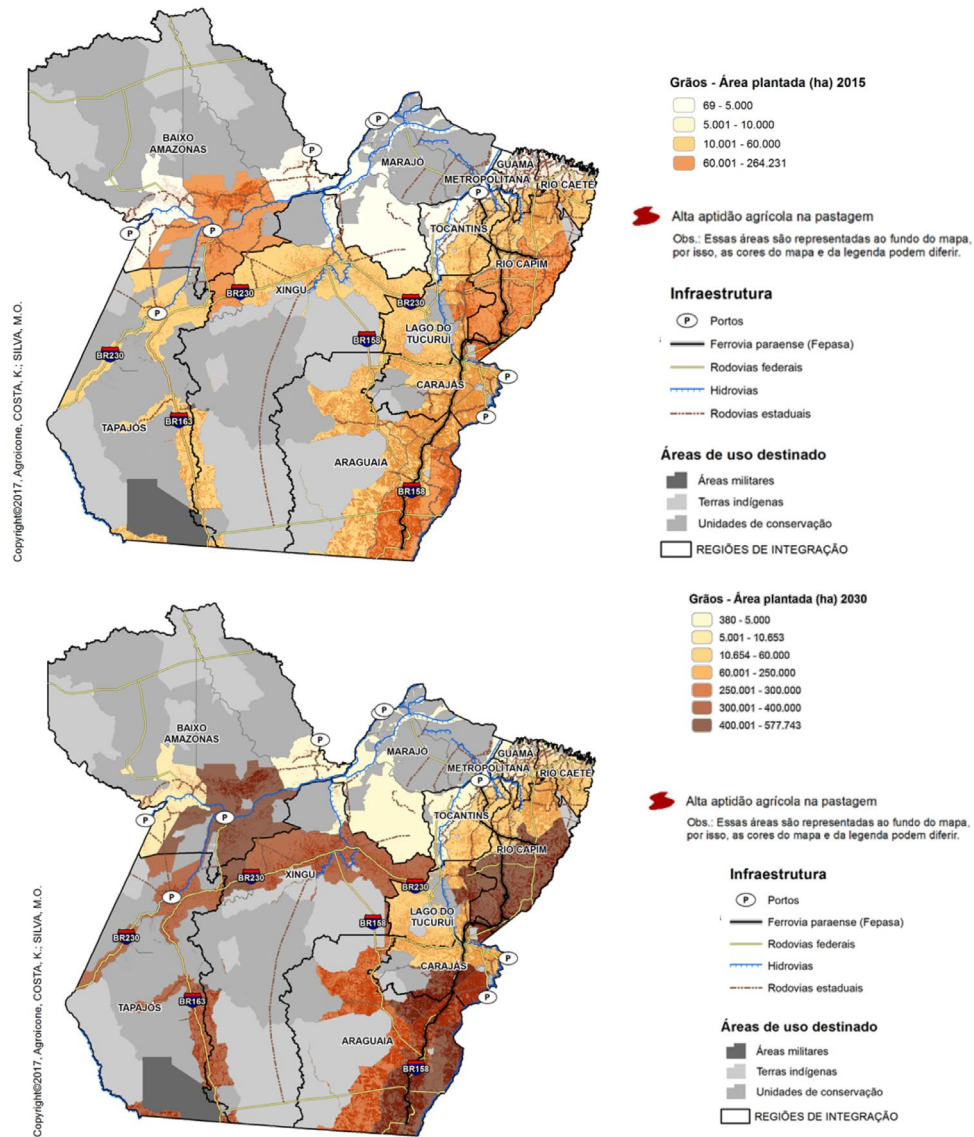 Grãos - Área plantada (ha) 2015
69 - 5.000
5.001 - 10.000
10.001 - 60.000
60.001 - 264.231
Alta aptidão agrícola na pastagem
Obs.: Essas áreas são representadas ao fundo do mapa,
por isso, as cores do mapa e da legenda podem diferir.
Infraestrutura
P Portos
Ferrovia paraense (Fepasa)
Rodovias federais
Hidrovias
Rodovias estaduais
Áreas de uso destinado
Áreas militares
Terras indígenas
Unidades de conservação
REGIÕES DE INTEGRAÇÃO
BAIXO
AMAZONAS
P
P
MARAJÓ
GUAMÁ
METROPOLITANA
RIO CAETÉ
P
TOCANTINS
P
P
RIO CAPIM
XINGU
BR230
BR230
P
LAGO DO
TUCURUÍ
BR158
BR230
CARAJÁS
P
P
TAPAJÓS
BR163
ARAGUAIA
BR158
Copyright©2017. Agroicone, COSTA, K.; SILVA, M.O.
Grãos - Área plantada (ha) 2030
380 - 5.000
5.001 - 10.653
10.654 - 60.000
60.001 - 250.000
250.001 - 300.000
300.001 - 400.000
400.001 - 577.743
Alta aptidão agrícola na pastagem
Obs.: Essas áreas são representadas ao fundo do mapa,
por isso, as cores do mapa e da legenda podem diferir.
Infraestrutura
P Portos
Ferrovia paraense (Fepasa)
Rodovias federais
Hidrovias
Rodovias estaduais
Áreas de uso destinado
Áreas militares
Terras indígenas
Unidades de conservação
REGIÕES DE INTEGRAÇÃO
BAIXO
AMAZONAS
P
P
MARAJÓ
GUAMÁ
METROPOLITANA
RIO CAETÉ
P
TOCANTINS
P
P
RIO CAPIM
XINGU
BR230
BR230
P
LAGO DO
TUCURUÍ
BR158
BR230
CARAJÁS
P
P
TAPAJÓS
BR163
ARAGUAIA
BR158
Copyright©2017. Agroicone, COSTA, K.; SILVA, M.O.